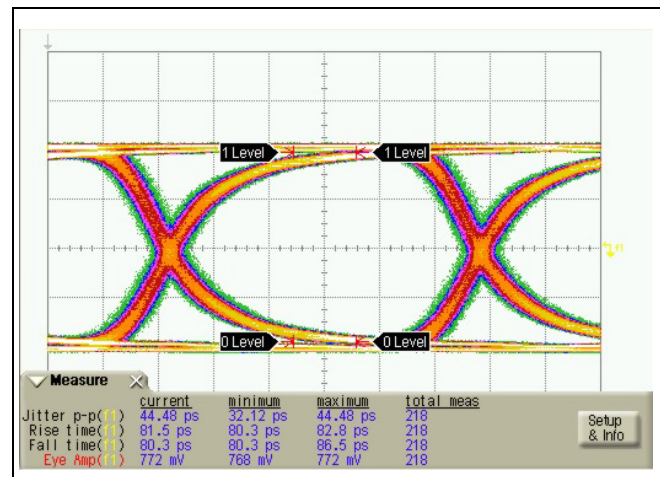 1 Level 1 Level
f1
0 Level 0 Level
Measure
current minimum maximum total meas
Jitter p-p(f1) 44.48 ps 32.12 ps 44.48 ps 218
Rise time(f1) 81.5 ps 80.3 ps 82.8 ps 218
Fall time(f1) 80.3 ps 80.3 ps 86.5 ps 218
Eye Amp(f1) 772 mV 768 mV 772 mV 218
Setup
& Info